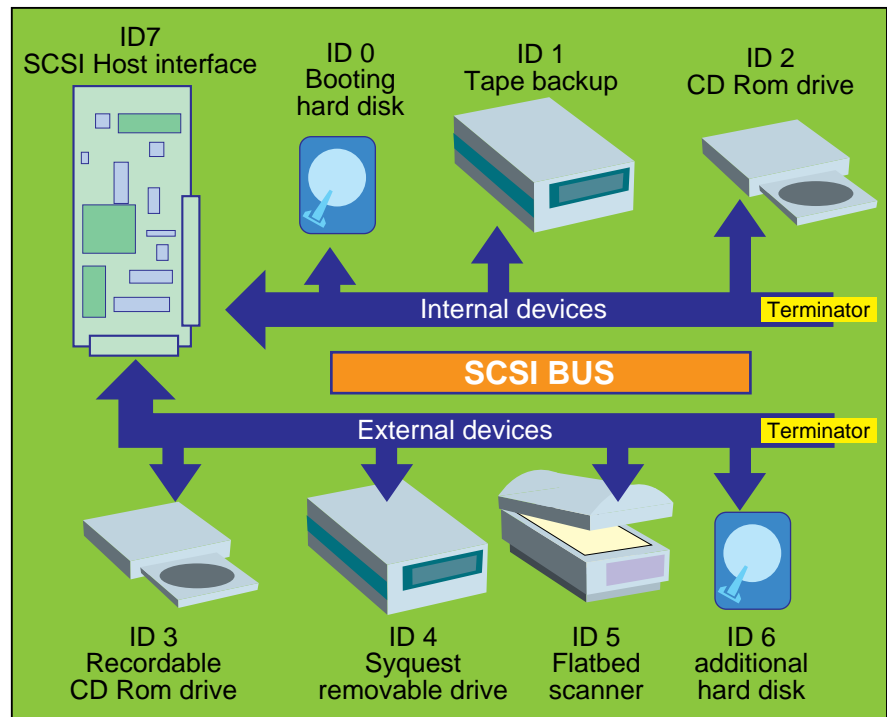 ID7
SCSI Host interface
ID 0
Booting
hard disk
ID 1
Tape backup
ID 2
CD Rom drive
Internal devices
Terminator
SCSI BUS
External devices
Terminator
ID 3
Recordable
CD Rom drive
ID 4
Syquest
removable drive
ID 5
Flatbed
scanner
ID 6
additional
hard disk